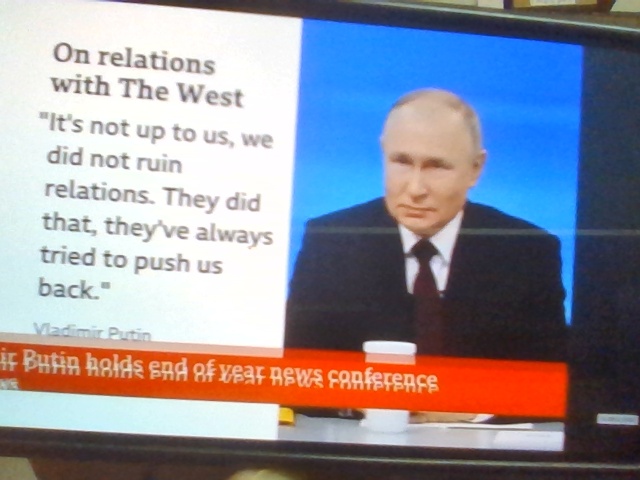 On relations
with The West
"It's not up to us, we
did not ruin
relations. They did
that, they've always
tried to push us
back."
Vladimir Putin
ir Putin holds end of year news conference